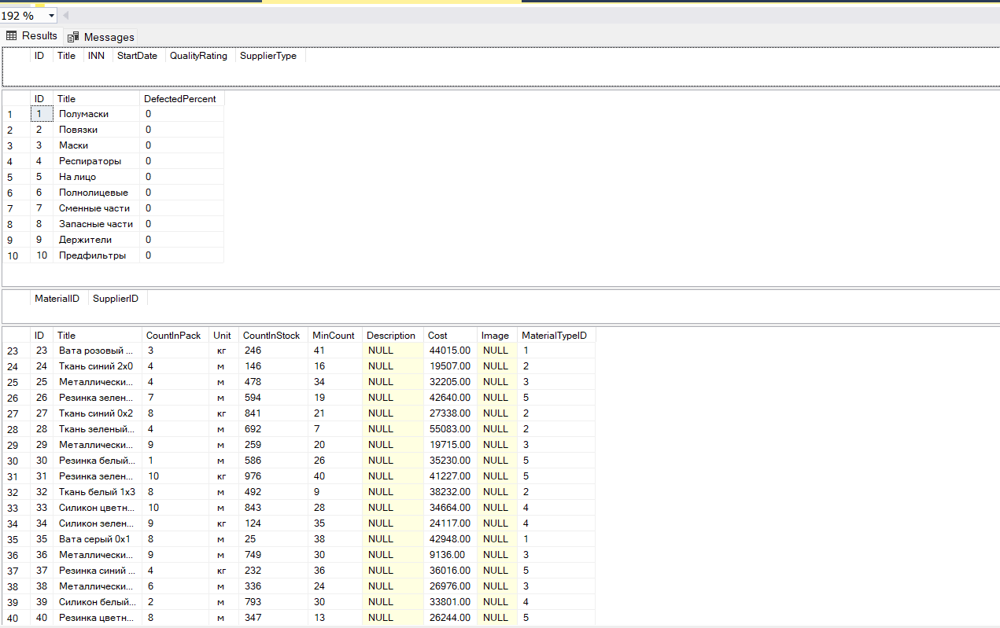 192 %
Results Messages
ID Title INN StartDate QualityRating SupplierType
ID Title DefectedPercent
1 1 Полумаски 0
2 2 Повязки 0
3 3 Маски 0
4 4 Респираторы 0
5 5 На лицо 0
6 6 Полнолицевые 0
7 7 Сменные части 0
8 8 Запасные части 0
9 9 Держители 0
10 10 Предфильтры 0
MaterialID SupplierID
ID Title CountInPack Unit CountInStock MinCount Description Cost Image MaterialTypeID
23 23 Вата розовый ... 3 кг 246 41 NULL 44015.00 NULL 1
24 24 Ткань синий 2x0 4 м 146 16 NULL 19507.00 NULL 2
25 25 Металлически... 4 м 478 34 NULL 32205.00 NULL 3
26 26 Резинка зелен... 7 м 594 19 NULL 42640.00 NULL 5
27 27 Ткань синий 0x2 8 кг 841 21 NULL 27338.00 NULL 2
28 28 Ткань зеленый... 4 м 692 7 NULL 55083.00 NULL 2
29 29 Металлически... 9 м 259 20 NULL 19715.00 NULL 3
30 30 Резинка белый... 1 м 586 26 NULL 35230.00 NULL 5
31 31 Резинка зелен... 10 кг 976 40 NULL 41227.00 NULL 5
32 32 Ткань белый 1x3 8 м 492 9 NULL 38232.00 NULL 2
33 33 Силикон цветн... 10 м 843 28 NULL 34664.00 NULL 4
34 34 Силикон зелен... 9 кг 124 35 NULL 24117.00 NULL 4
35 35 Вата серый 0x1 8 м 25 38 NULL 42948.00 NULL 1
36 36 Металлически... 9 м 749 30 NULL 9136.00 NULL 3
37 37 Резинка синий ... 4 кг 232 36 NULL 36016.00 NULL 5
38 38 Металлически... 6 м 336 24 NULL 26976.00 NULL 3
39 39 Силикон белый... 2 м 793 30 NULL 33801.00 NULL 4
40 40 Резинка цветн... 8 м 347 13 NULL 26244.00 NULL 5